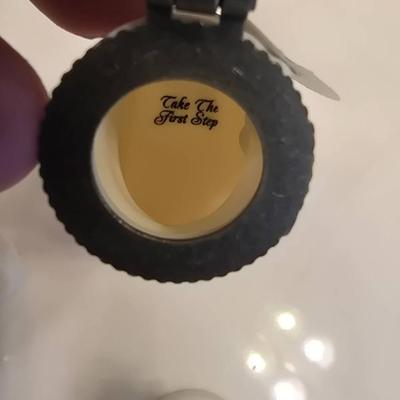 Take The
First Step